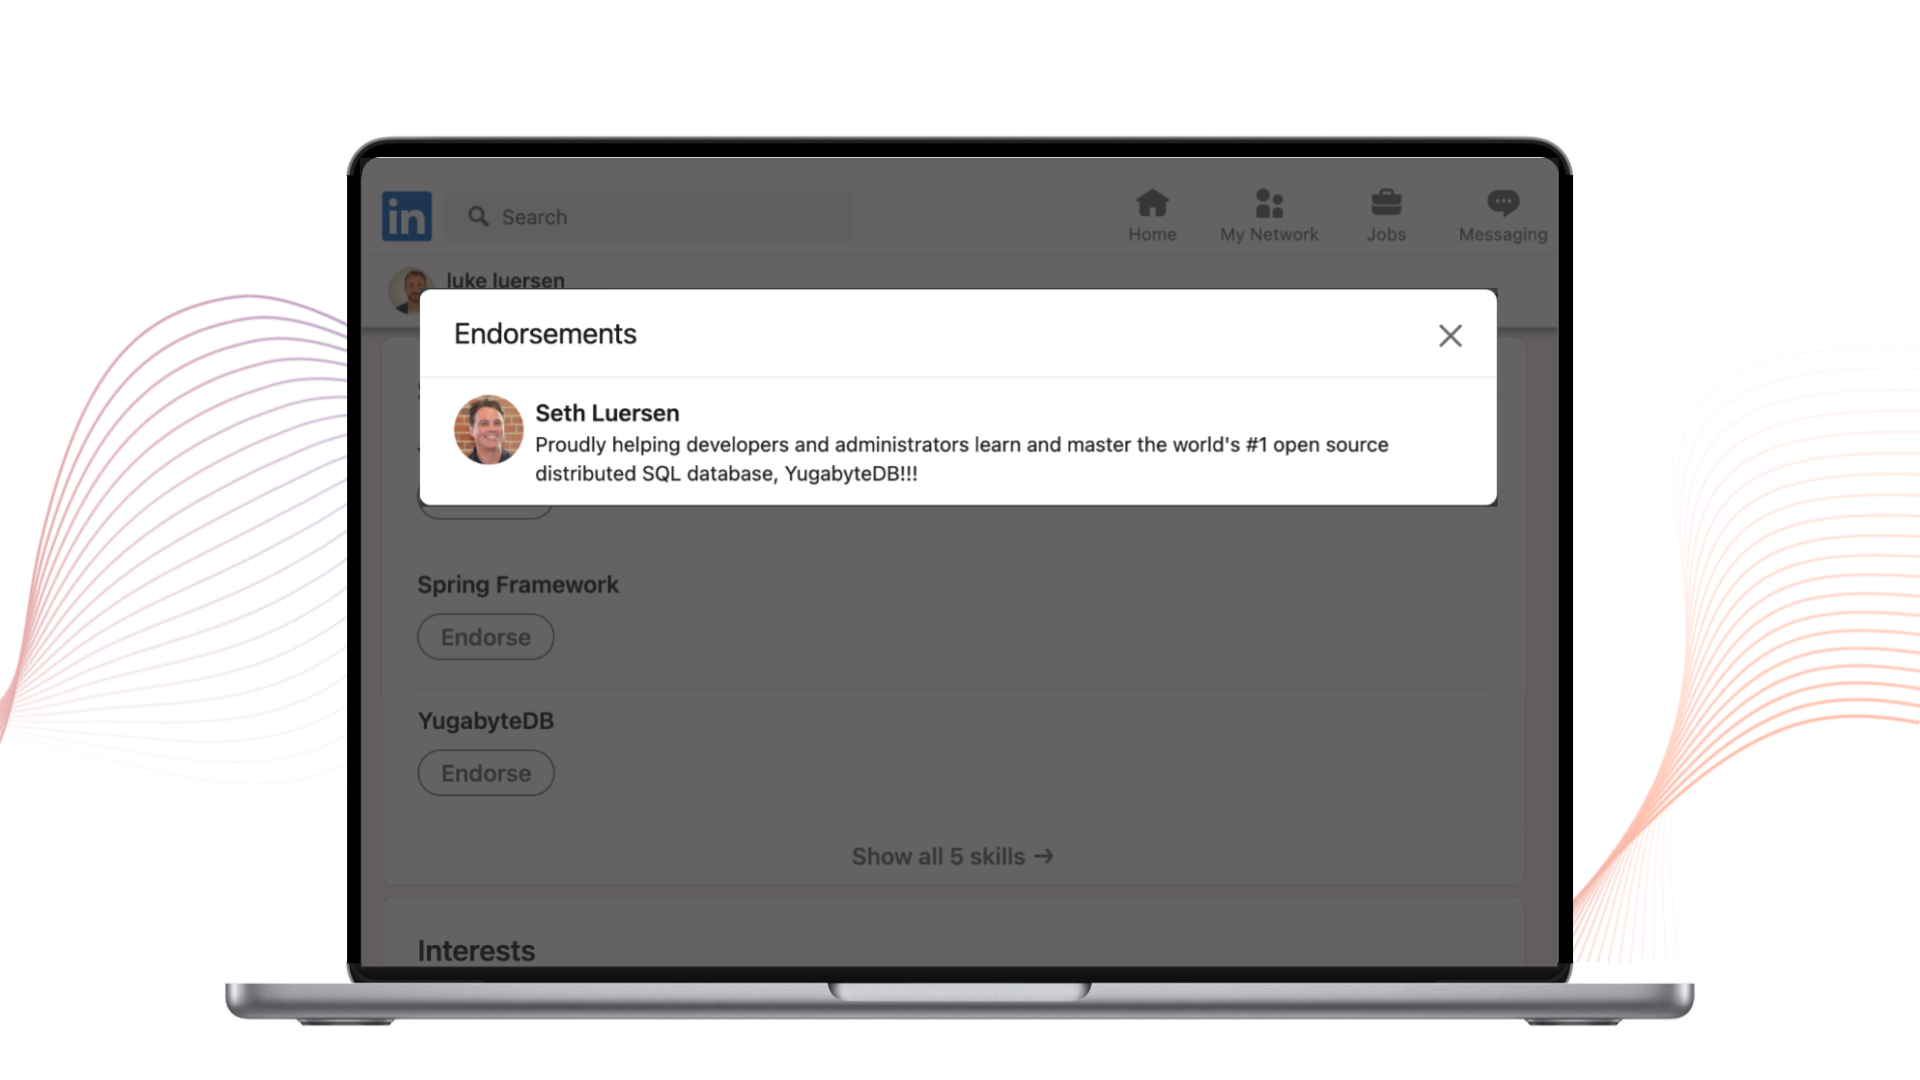 in
Search
Home
My Network
Jobs
Messaging
luke luersen
Endorsements
Seth Luersen
Proudly helping developers and administrators learn and master the world's #1 open source
distributed SQL database, YugabyteDB!!!
Spring Framework
Endorse
YugabyteDB
Endorse
Show all 5 skills →
Interests